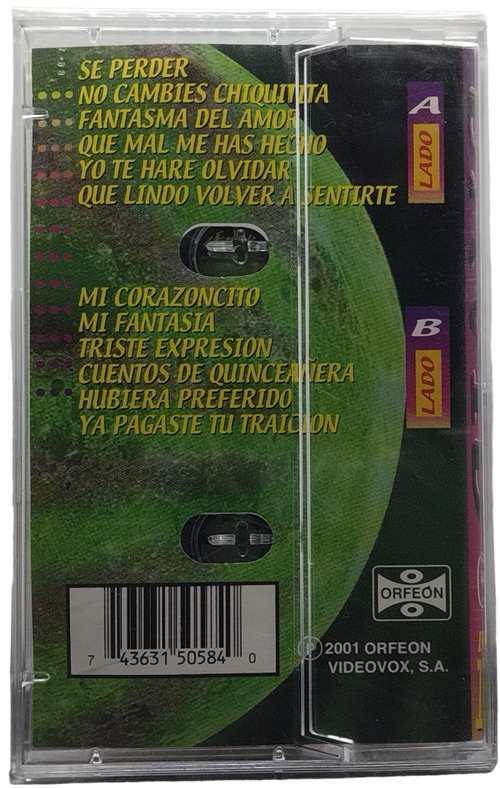 SE PERDER
NO CAMBIES CHIQUITITA
FANTASMA DEL AMOR
QUE MAL ME HAS HECHO
YO TE HARE OLVIDAR
QUE LINDO VOLVER A SENTIRTE
A
LADO
MI CORAZONCITO
MI FANTASIA
TRISTE EXPRESION
CUENTOS DE QUINCEAÑERA
HUBIERA PREFERIDO
YA PAGASTE TU TRAICION
B
LADO
ORFEÓN
7 43631 50584 0
Ⓟ 2001 ORFEON
VIDEOVOX, S.A.